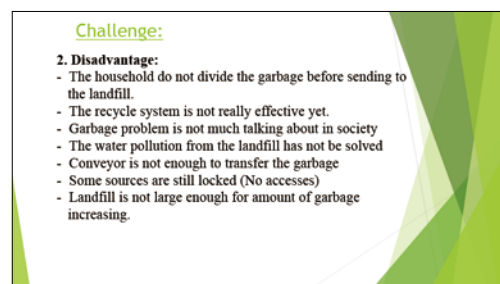 Challenge:
2. Disadvantage:
- The household do not divide the garbage before sending to
the landfill.
- The recycle system is not really effective yet.
- Garbage problem is not much talking about in society
- The water pollution from the landfill has not be solved
- Conveyor is not enough to transfer the garbage
- Some sources are still locked (No accesses)
- Landfill is not large enough for amount of garbage
increasing.